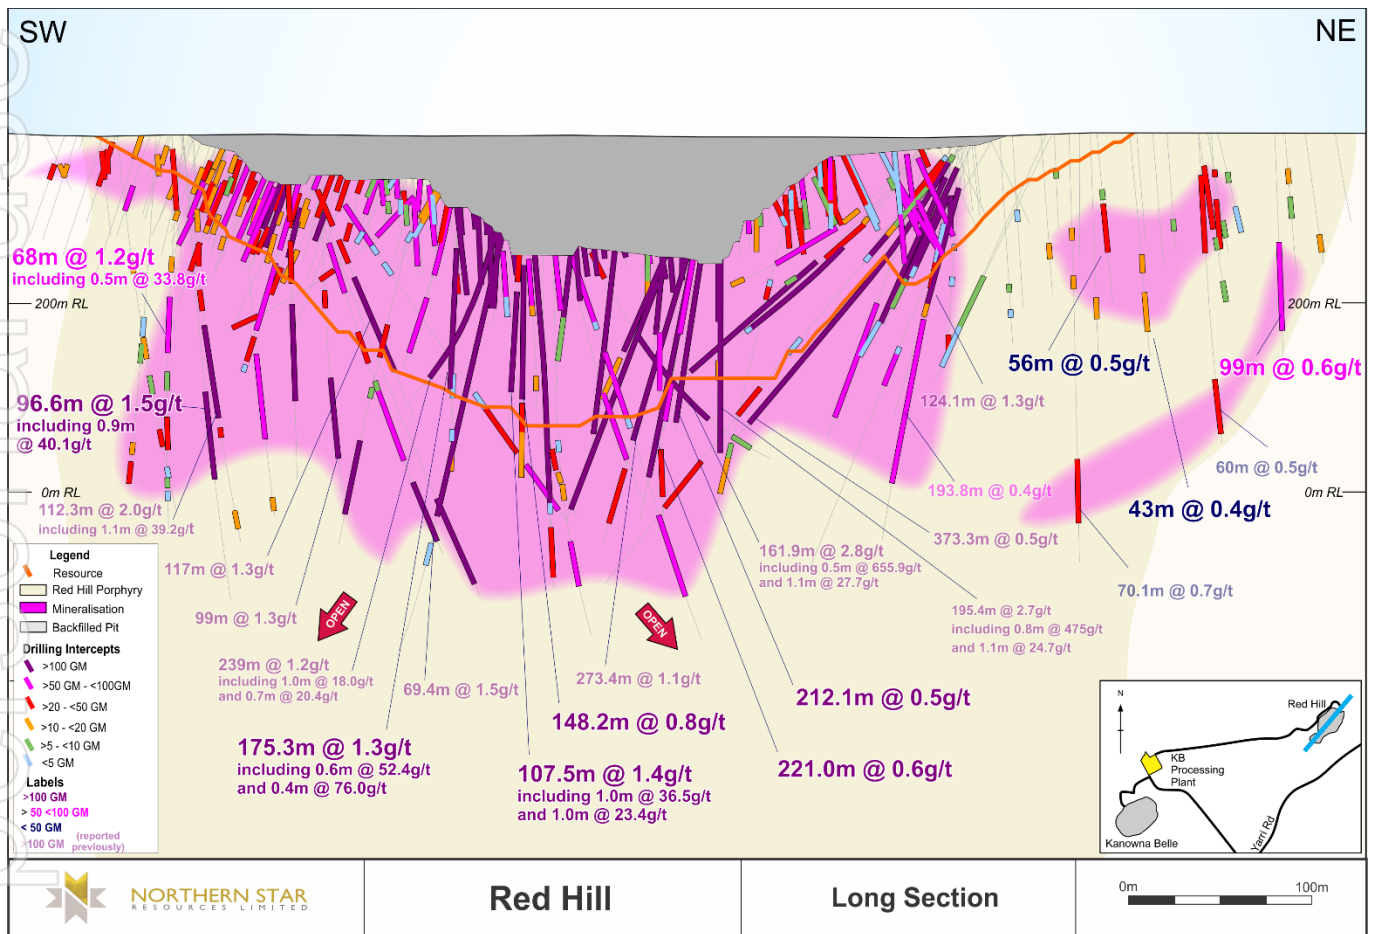 SW
NE
68m @ 1.2g/t
including 0.5m @ 33.8g/t
200m RL
200m RL
56m @ 0.5g/t
99m @ 0.6g/t
96.6m @ 1.5g/t
including 0.9m
@ 40.1g/t
124.1m @ 1.3g/t
60m @ 0.5g/t
0m RL
193.8m @ 0.4g/t
0m RL
43m @ 0.4g/t
112.3m @ 2.0g/t
including 1.1m @ 39.2g/t
373.3m @ 0.5g/t
161.9m @ 2.8g/t
including 0.5m @ 655.9g/t
and 1.1m @ 27.7g/t
117m @ 1.3g/t
70.1m @ 0.7g/t
99m @ 1.3g/t
OPEN
OPEN
195.4m @ 2.7g/t
including 0.8m @ 475g/t
and 1.1m @ 24.7g/t
239m @ 1.2g/t
including 1.0m @ 18.0g/t
and 0.7m @ 20.4g/t
69.4m @ 1.5g/t
273.4m @ 1.1g/t
212.1m @ 0.5g/t
148.2m @ 0.8g/t
175.3m @ 1.3g/t
including 0.6m @ 52.4g/t
and 0.4m @ 76.0g/t
107.5m @ 1.4g/t
including 1.0m @ 36.5g/t
and 1.0m @ 23.4g/t
221.0m @ 0.6g/t
Legend
Resource
Red Hill Porphyry
Mineralisation
Backfilled Pit
Drilling Intercepts
>100 GM
>50 GM - <100GM
>20 - <50 GM
>10 - <20 GM
>5 - <10 GM
<5 GM
Labels
>100 GM
> 50 <100 GM
< 50 GM
>100 GM (reported previously)
N
Red Hill
KB
Processing
Plant
Kanowna Belle
Yarri Rd
NORTHERN STAR
RESOURCES LIMITED
Red Hill
Long Section
0m
100m